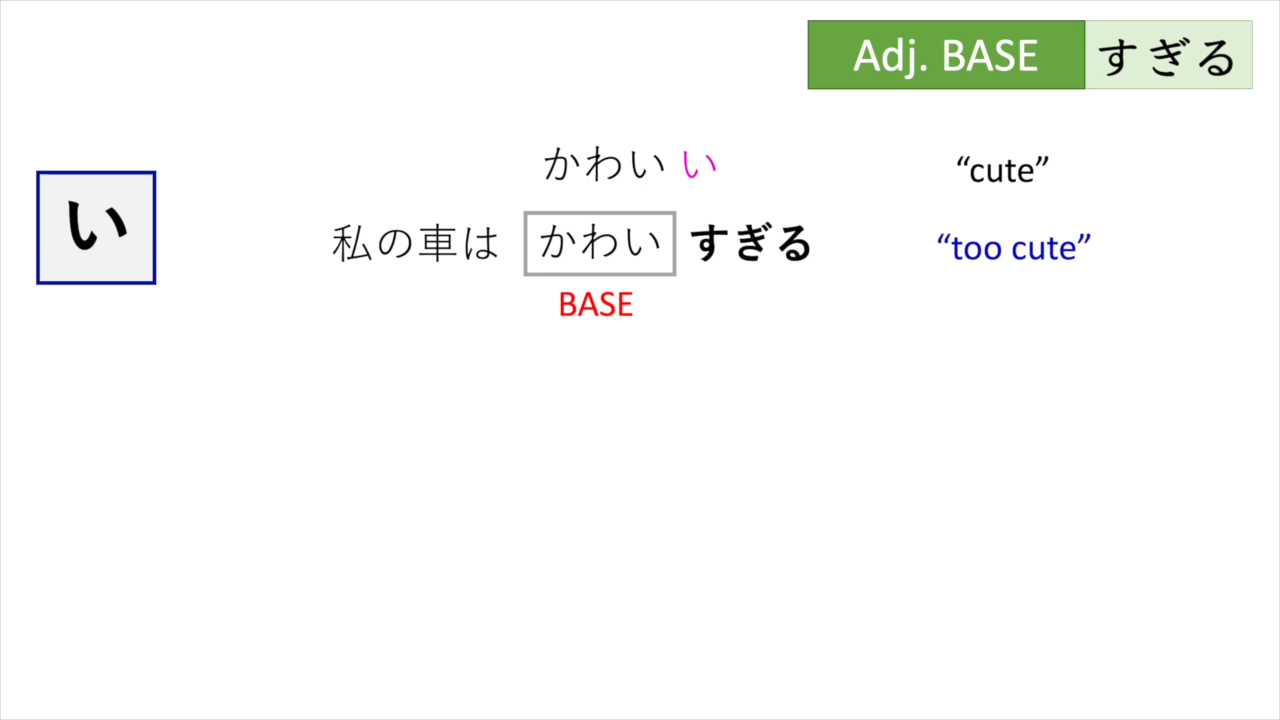 Adj. BASE すぎる
い
かわい い “cute”
私の車は かわい すぎる “too cute”
BASE